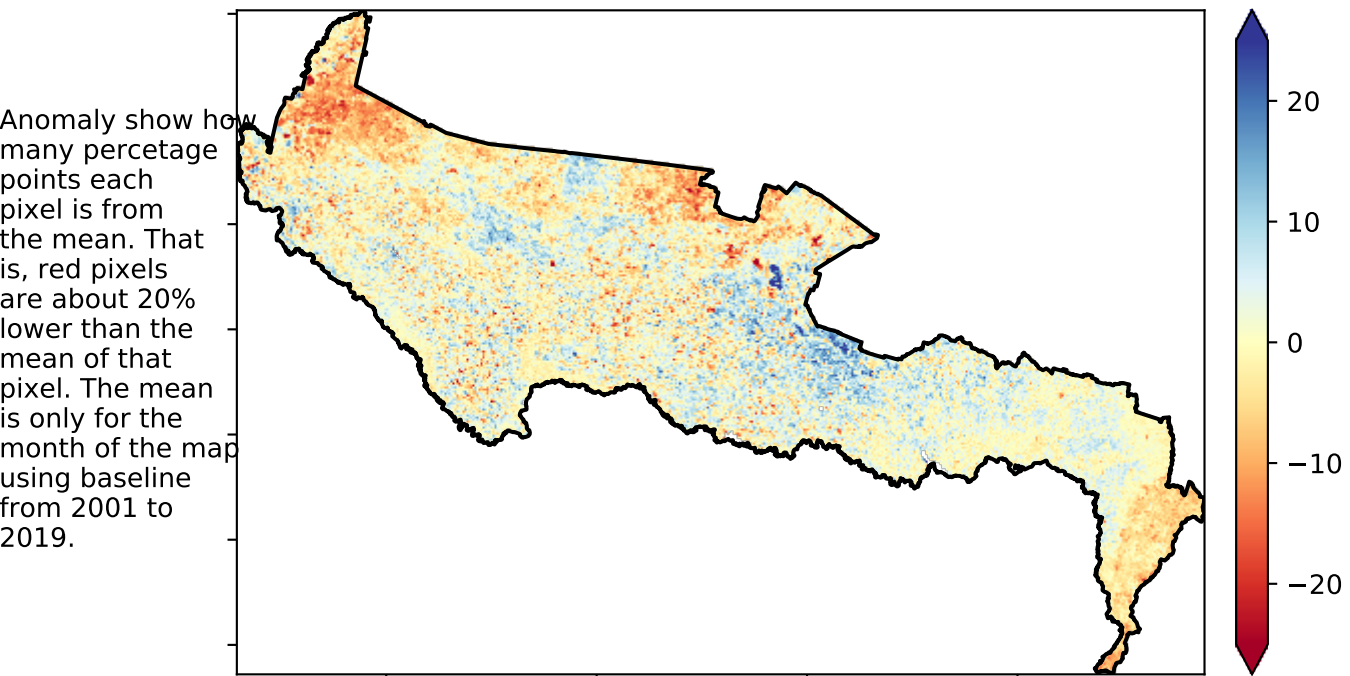 Anomaly show how
many percetage
points each
pixel is from
the mean. That
is, red pixels
are about 20%
lower than the
mean of that
pixel. The mean
is only for the
month of the map
using baseline
from 2001 to
2019.
20
10
0
−10
−20